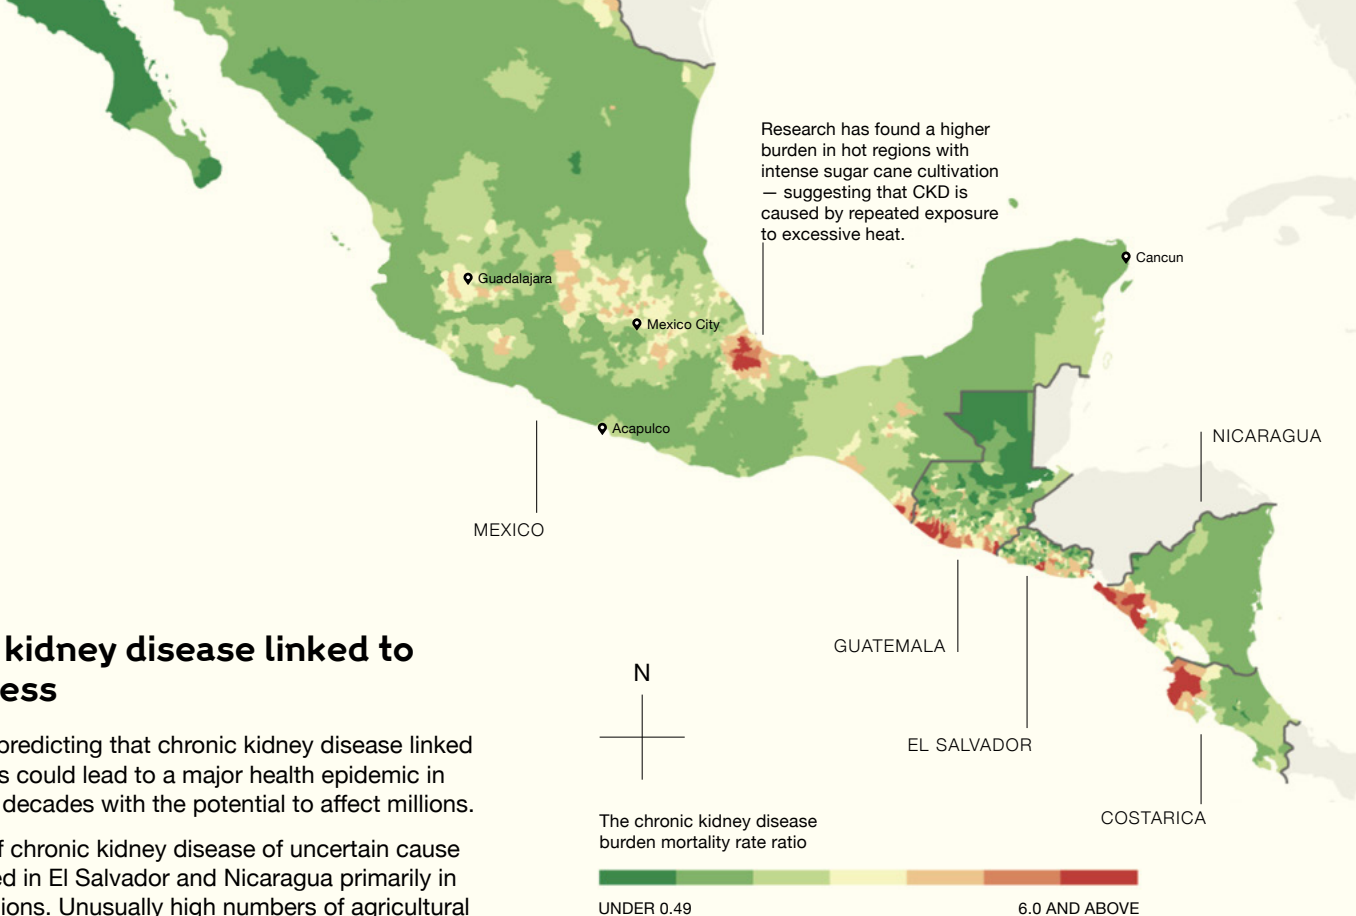 Research has found a higher
burden in hot regions with
intense sugar cane cultivation
— suggesting that CKD is
caused by repeated exposure
to excessive heat.
Cancun
Guadalajara
Mexico City
Acapulco
NICARAGUA
MEXICO
GUATEMALA
EL SALVADOR
COSTARICA
N
kidney disease linked to
ess
predicting that chronic kidney disease linked
s could lead to a major health epidemic in
decades with the potential to affect millions.
f chronic kidney disease of uncertain cause
ed in El Salvador and Nicaragua primarily in
ions. Unusually high numbers of agricultural
The chronic kidney disease
burden mortality rate ratio
UNDER 0.49
6.0 AND ABOVE